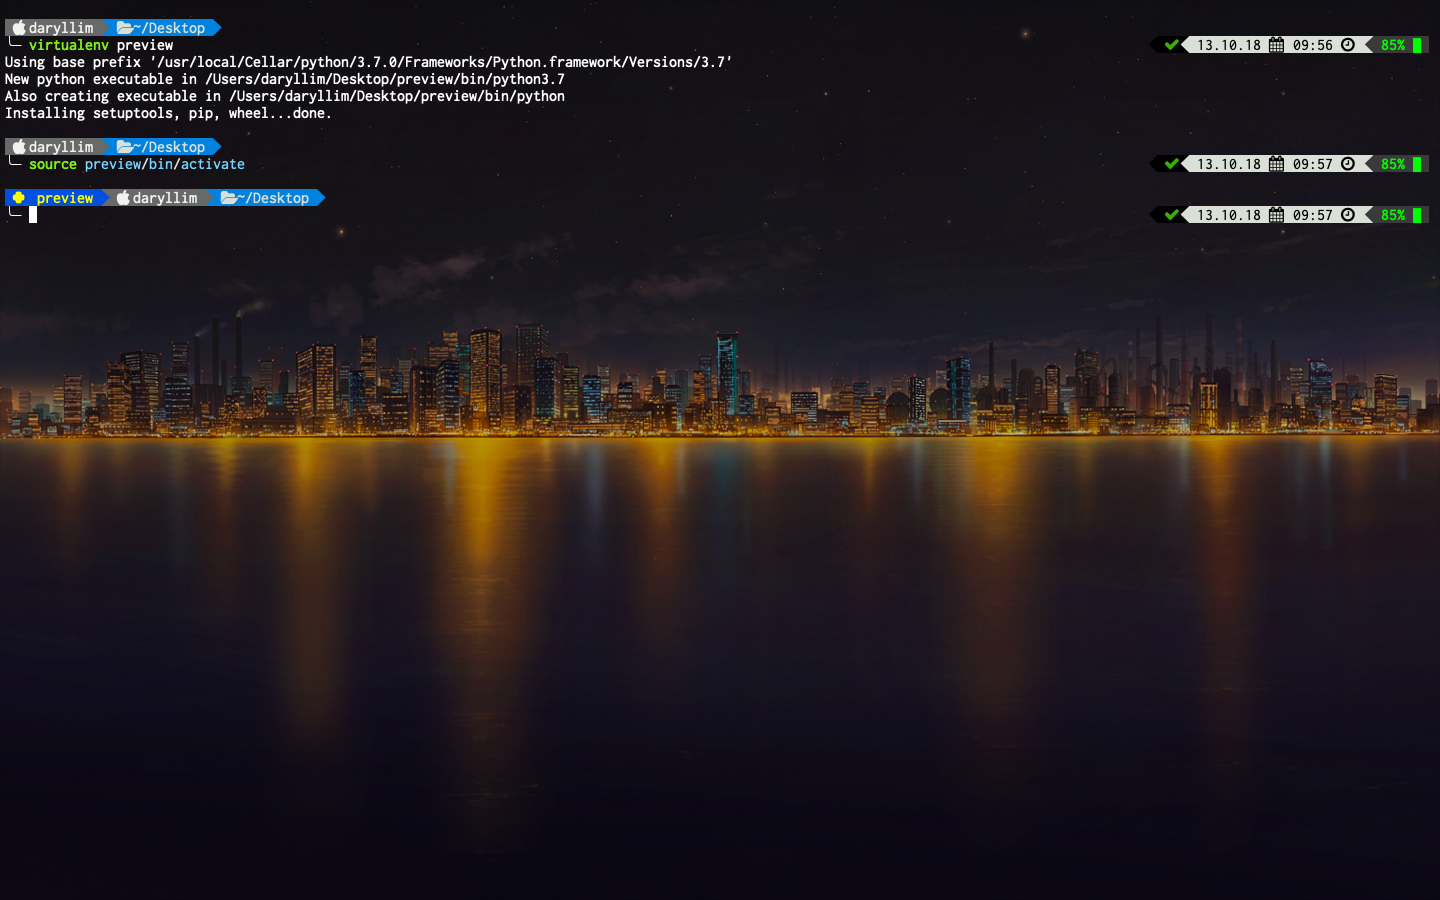 daryllim ~/Desktop
virtualenv preview 13.10.18 09:56 85%
Using base prefix '/usr/local/Cellar/python/3.7.0/Frameworks/Python.framework/Versions/3.7'
New python executable in /Users/daryllim/Desktop/preview/bin/python3.7
Also creating executable in /Users/daryllim/Desktop/preview/bin/python
Installing setuptools, pip, wheel...done.
daryllim ~/Desktop
source preview/bin/activate 13.10.18 09:57 85%
preview daryllim ~/Desktop
13.10.18 09:57 85%